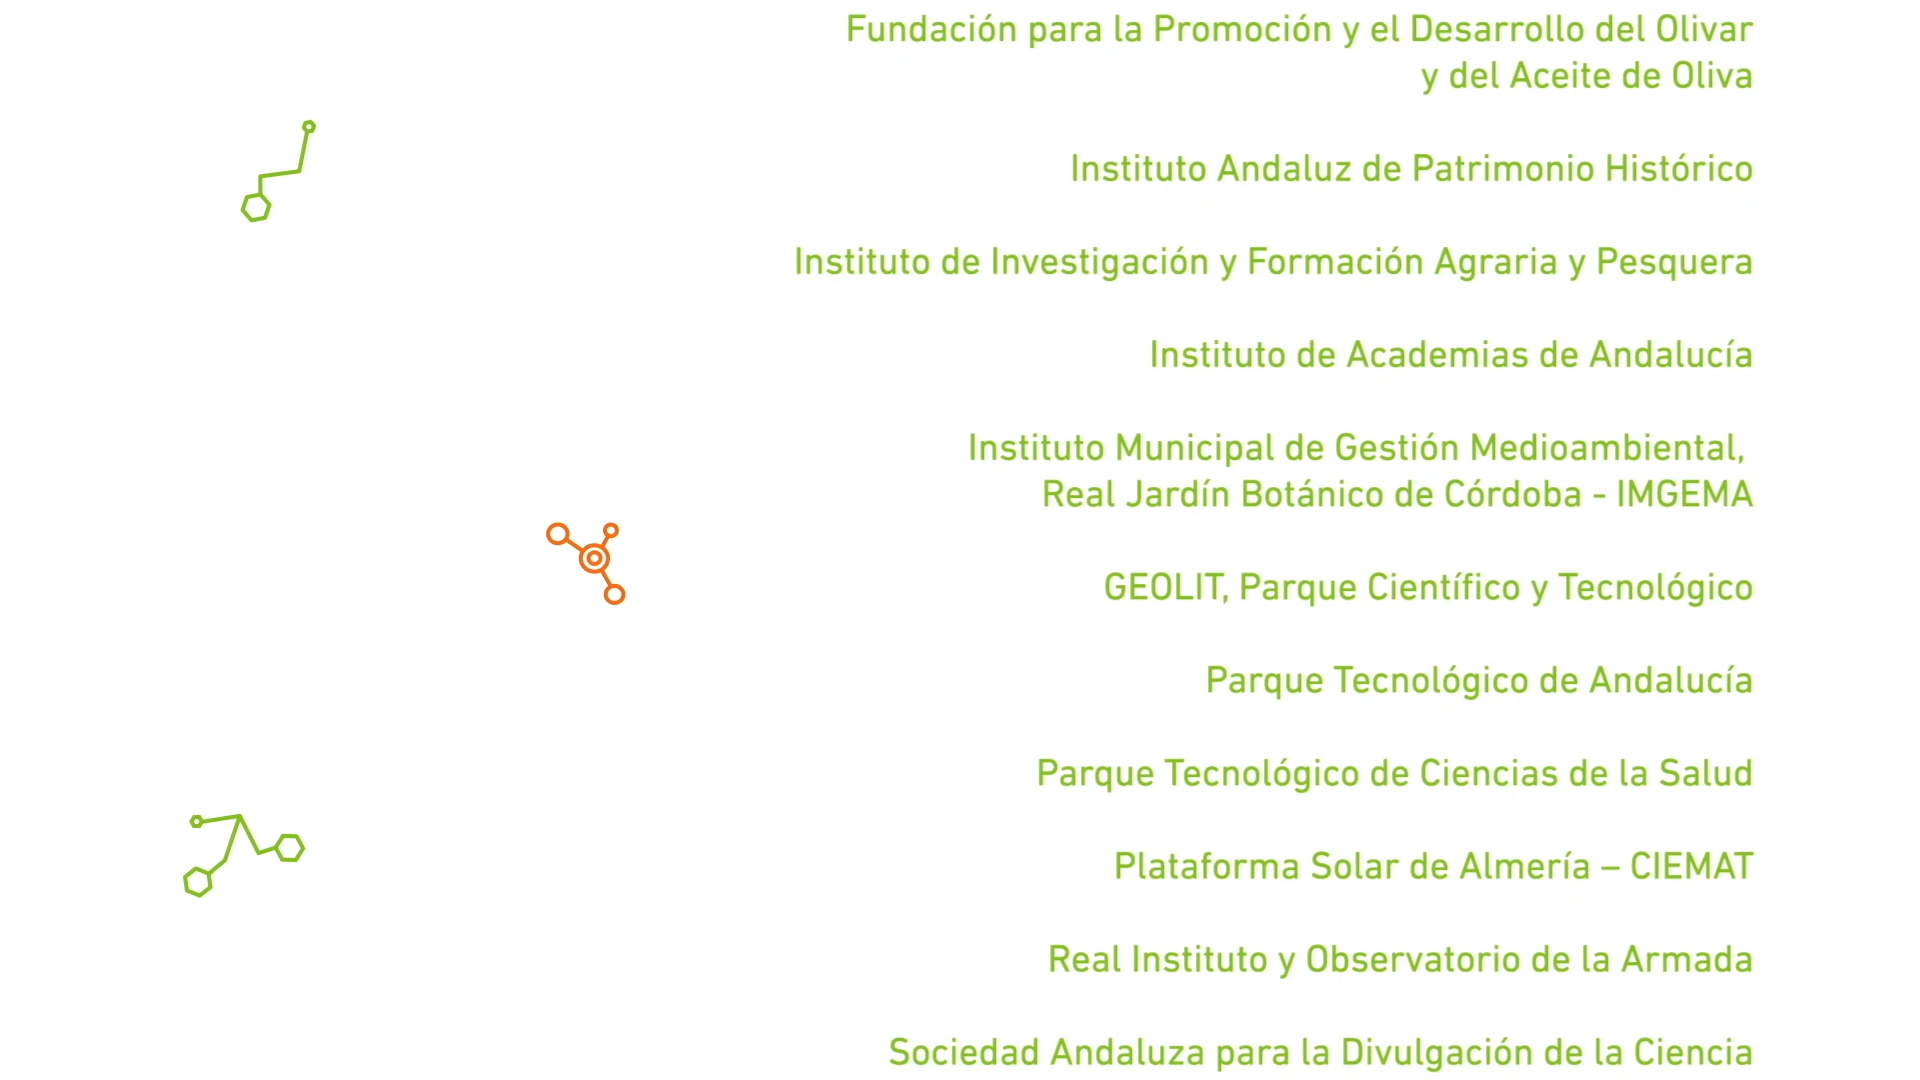 Fundación para la Promoción y el Desarrollo del Olivar
y del Aceite de Oliva
Instituto Andaluz de Patrimonio Histórico
Instituto de Investigación y Formación Agraria y Pesquera
Instituto de Academias de Andalucía
Instituto Municipal de Gestión Medioambiental,
Real Jardín Botánico de Córdoba - IMGEMA
GEOLIT, Parque Científico y Tecnológico
Parque Tecnológico de Andalucía
Parque Tecnológico de Ciencias de la Salud
Plataforma Solar de Almería – CIEMAT
Real Instituto y Observatorio de la Armada
Sociedad Andaluza para la Divulgación de la Ciencia